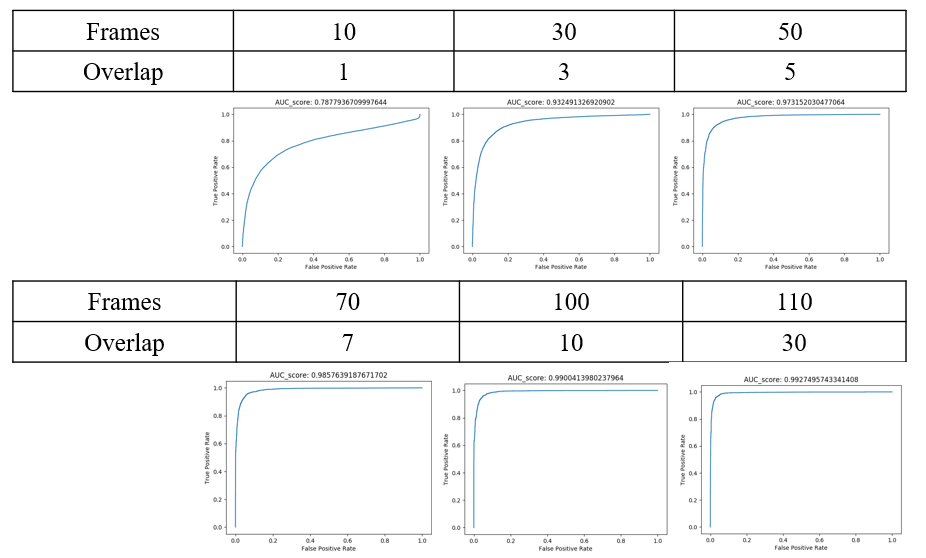 Frames 10 30 50
Overlap 1 3 5
AUC_score: 0.7877936709997644
AUC_score: 0.932491326920902
AUC_score: 0.973152030477064
True Positive Rate
1.0
0.8
0.6
0.4
0.2
0.0
0.0 0.2 0.4 0.6 0.8 1.0
False Positive Rate
True Positive Rate
1.0
0.8
0.6
0.4
0.2
0.0
0.0 0.2 0.4 0.6 0.8 1.0
False Positive Rate
True Positive Rate
1.0
0.8
0.6
0.4
0.2
0.0
0.0 0.2 0.4 0.6 0.8 1.0
False Positive Rate
Frames 70 100 110
Overlap 7 10 30
AUC_score: 0.9857639187671702
AUC_score: 0.9900413980237964
AUC_score: 0.9927495743341408
True Positive Rate
1.0
0.8
0.6
0.4
0.2
0.0
0.0 0.2 0.4 0.6 0.8 1.0
False Positive Rate
True Positive Rate
1.0
0.8
0.6
0.4
0.2
0.0
0.0 0.2 0.4 0.6 0.8 1.0
False Positive Rate
True Positive Rate
1.0
0.8
0.6
0.4
0.2
0.0
0.0 0.2 0.4 0.6 0.8 1.0
False Positive Rate